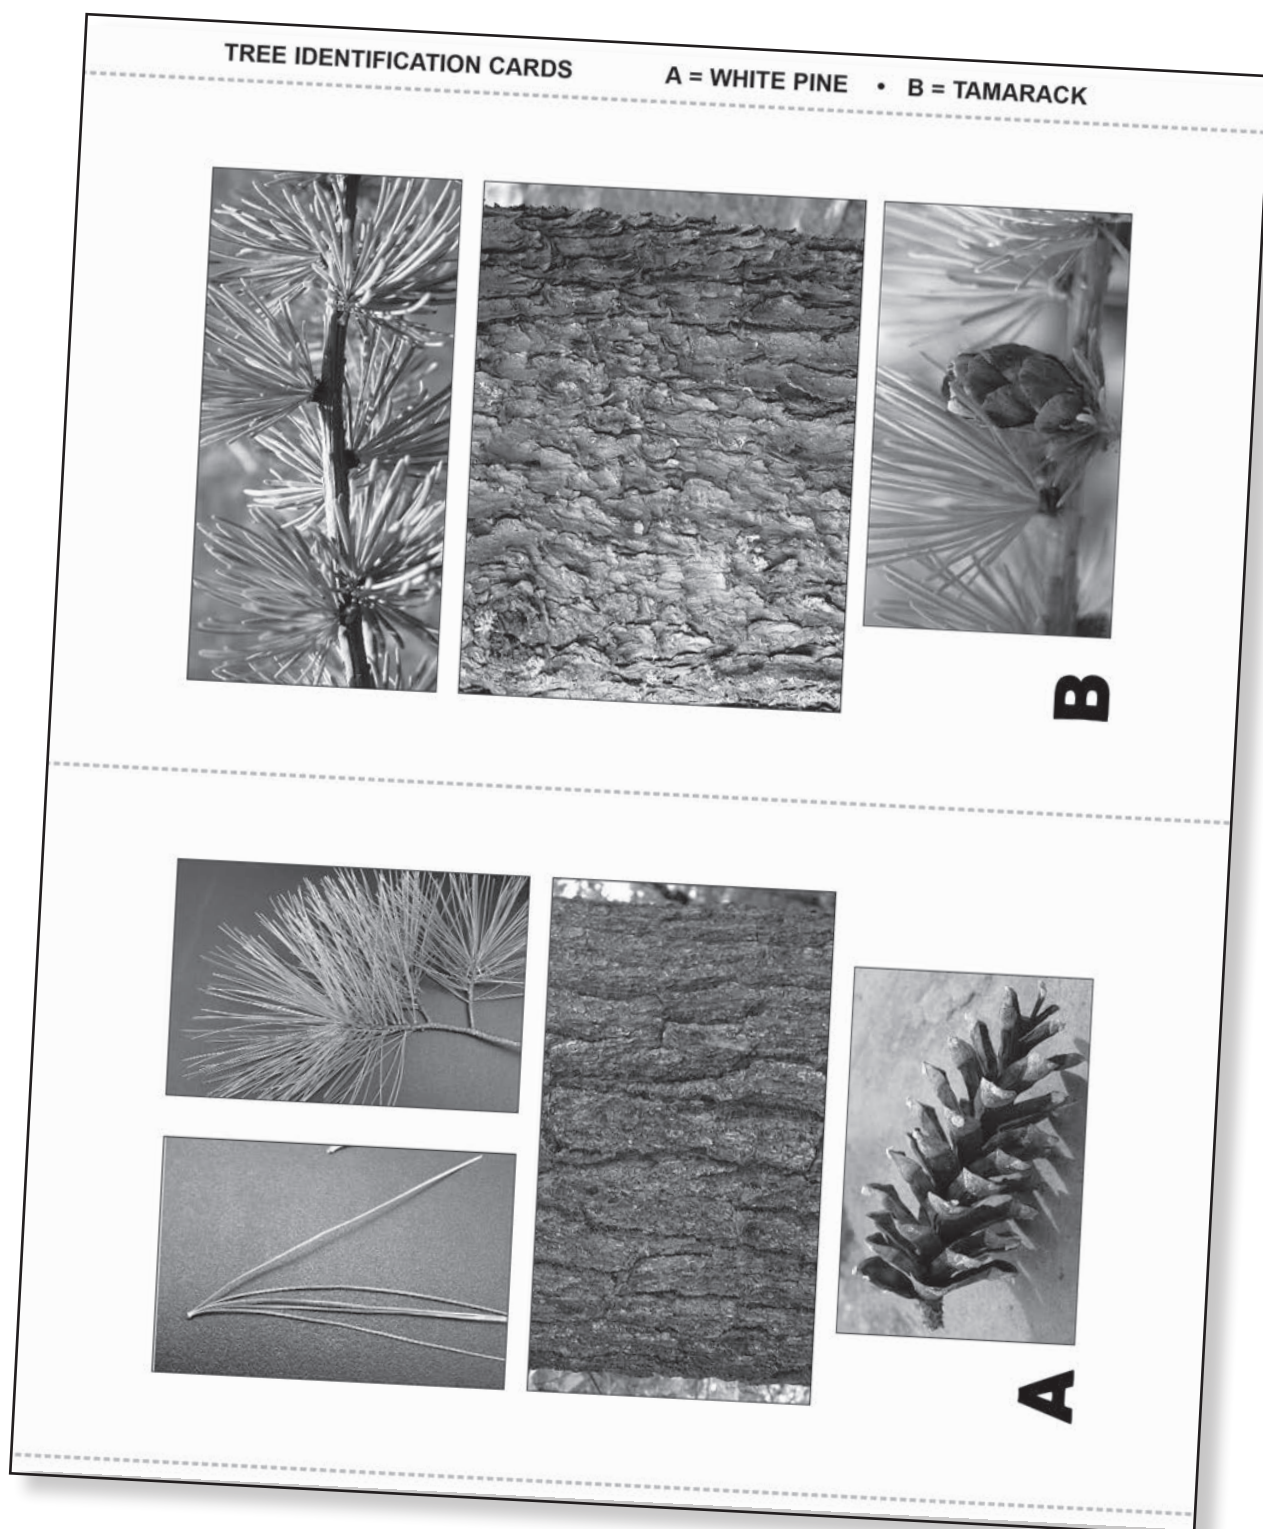 TREE IDENTIFICATION CARDS A = WHITE PINE • B = TAMARACK
B
A